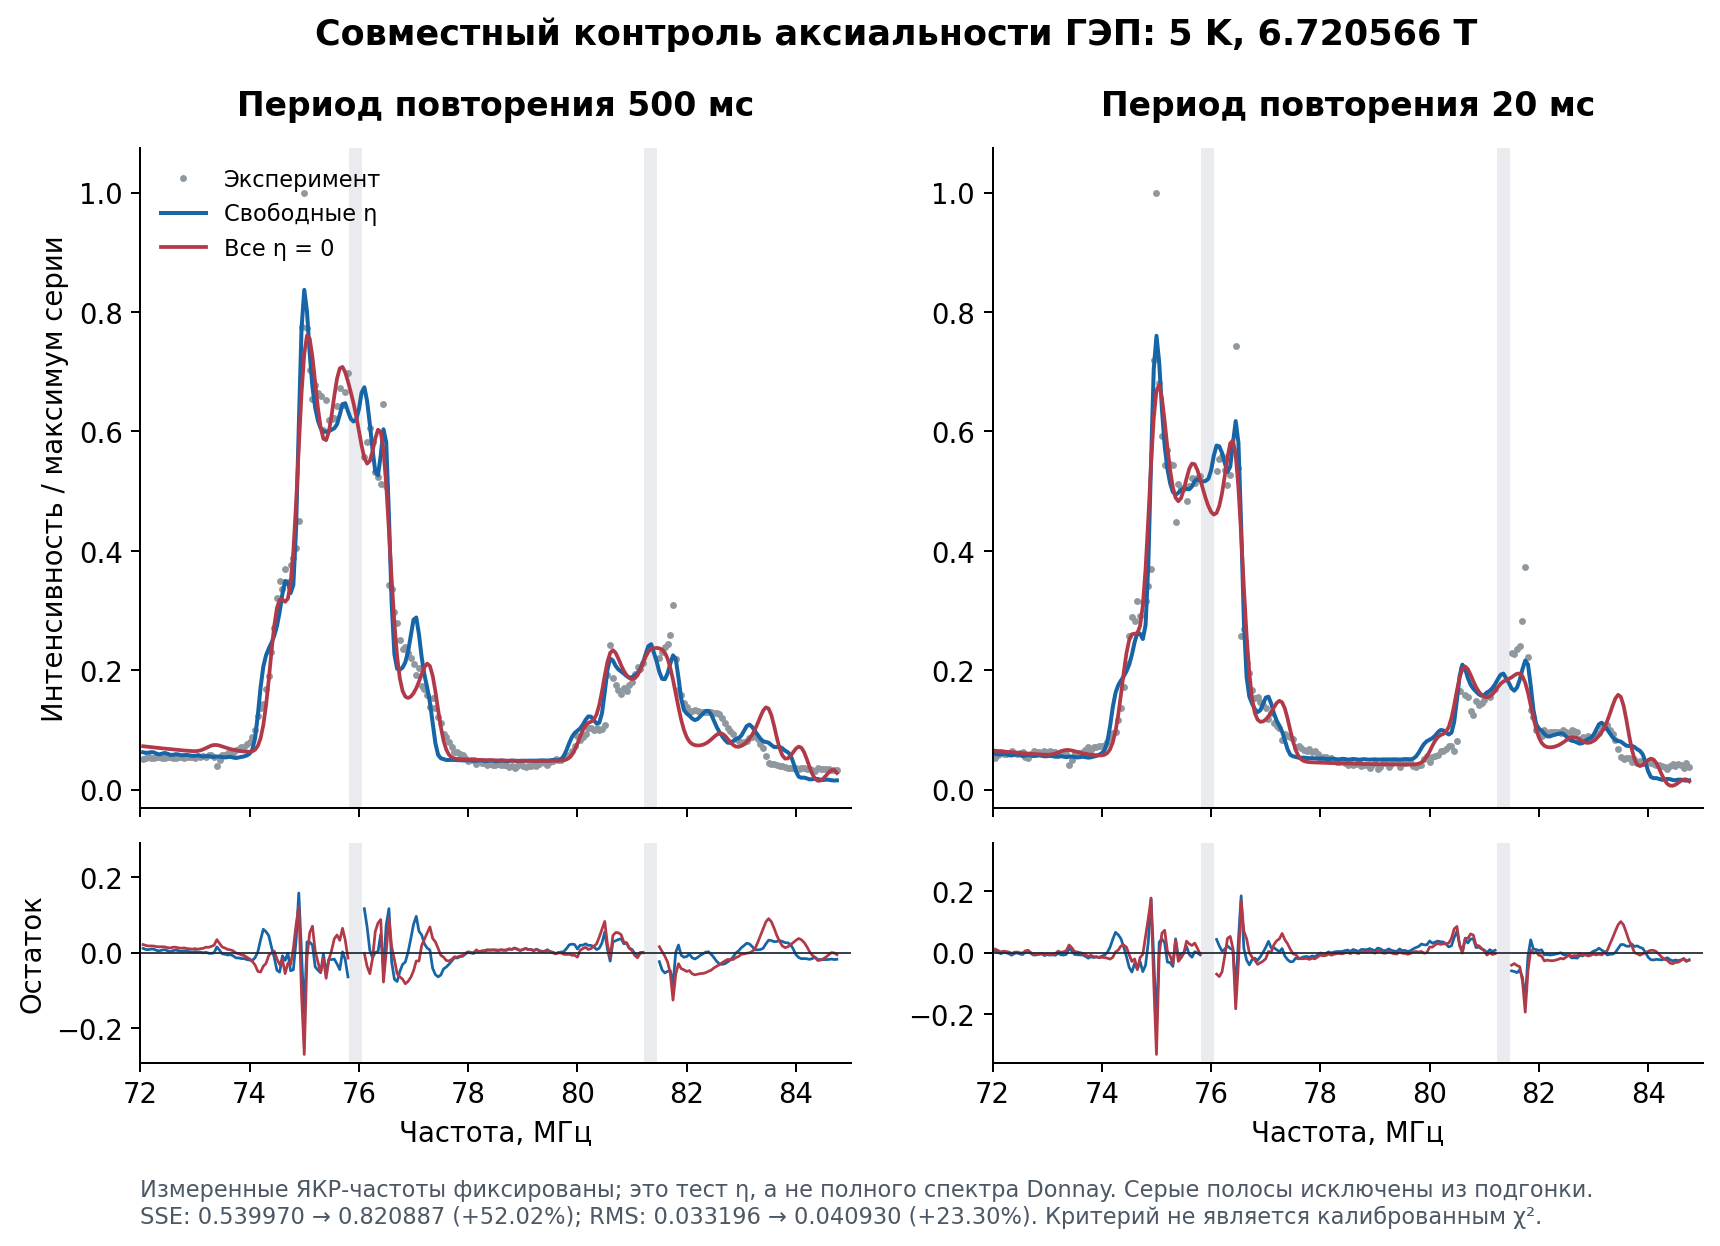 Совместный контроль аксиальности ГЭП: 5 K, 6.720566 T
Период повторения 500 мс
Период повторения 20 мс
Интенсивность / максимум серии
1.0
0.8
0.6
0.4
0.2
0.0
Эксперимент
Свободные η
Все η = 0
1.0
0.8
0.6
0.4
0.2
0.0
Остаток
0.2
0.0
−0.2
72 74 76 78 80 82 84
Частота, МГц
0.2
0.0
−0.2
72 74 76 78 80 82 84
Частота, МГц
Измеренные ЯКР-частоты фиксированы; это тест η, а не полного спектра Donnay. Серые полосы исключены из подгонки.
SSE: 0.539970 → 0.820887 (+52.02%); RMS: 0.033196 → 0.040930 (+23.30%). Критерий не является калиброванным χ².